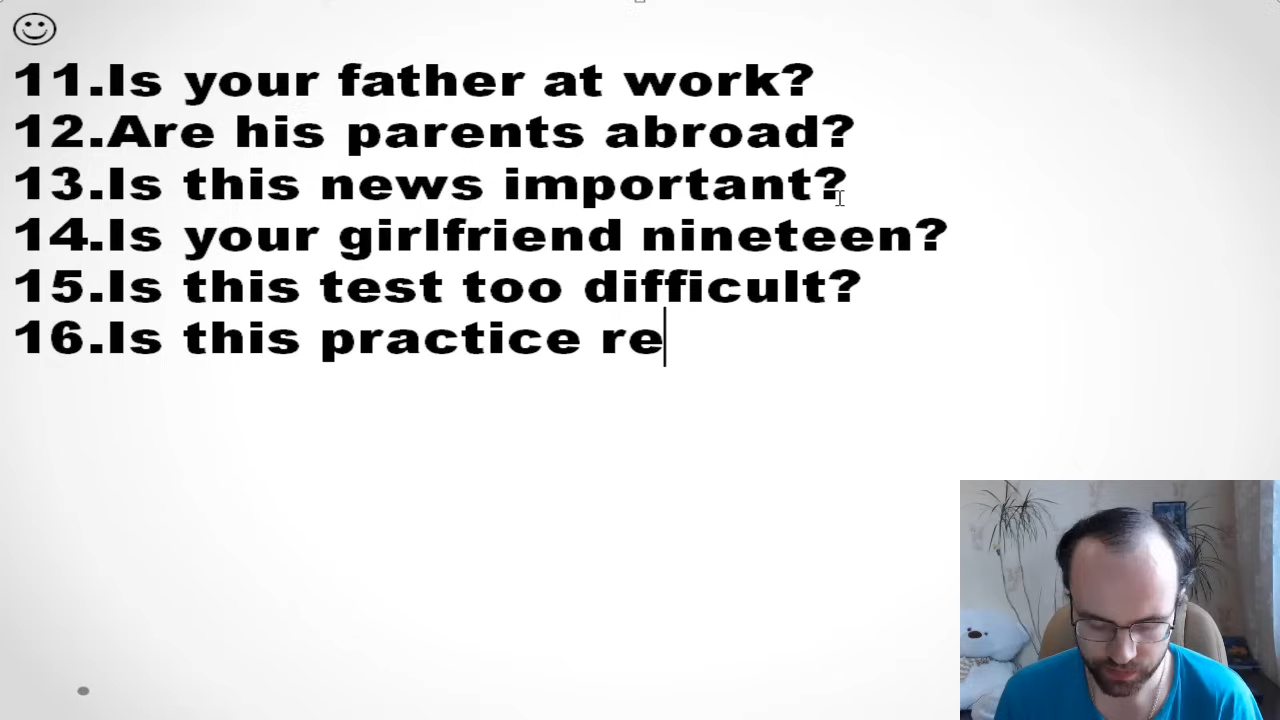 11.Is your father at work?
12.Are his parents abroad?
13.Is this news important?
14.Is your girlfriend nineteen?
15.Is this test too difficult?
16.Is this practice re